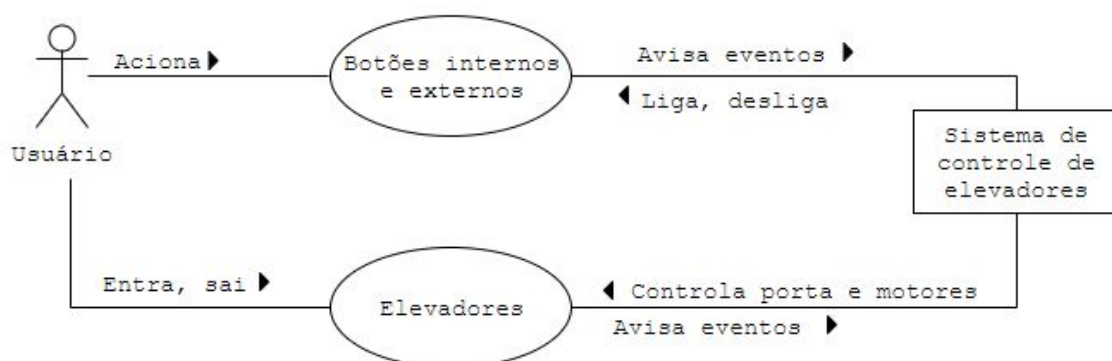 Aciona
Botões internos
e externos
Avisa eventos
Liga, desliga
Usuário
Sistema de
controle de
elevadores
Entra, sai
Elevadores
Controla porta e motores
Avisa eventos